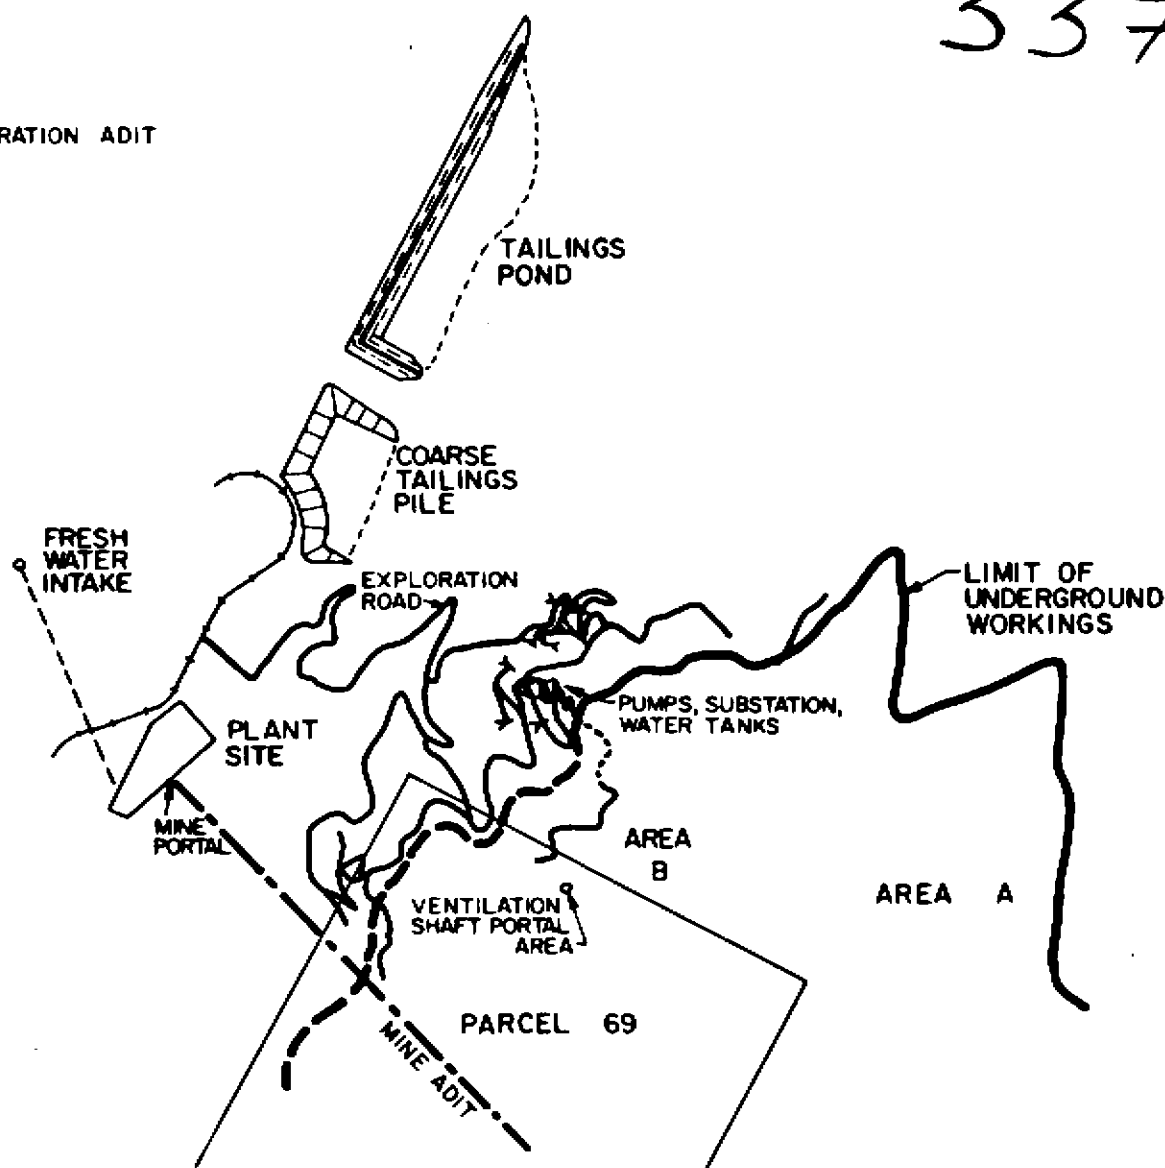 337
RATION ADIT
TAILINGS
POND
COARSE
TAILINGS
PILE
FRESH
WATER
INTAKE
EXPLORATION
ROAD
LIMIT OF
UNDERGROUND
WORKINGS
PUMPS, SUBSTATION,
WATER TANKS
PLANT
SITE
MINE
PORTAL
AREA
B
AREA A
VENTILATION
SHAFT PORTAL
AREA
PARCEL 69
MINE ADIT